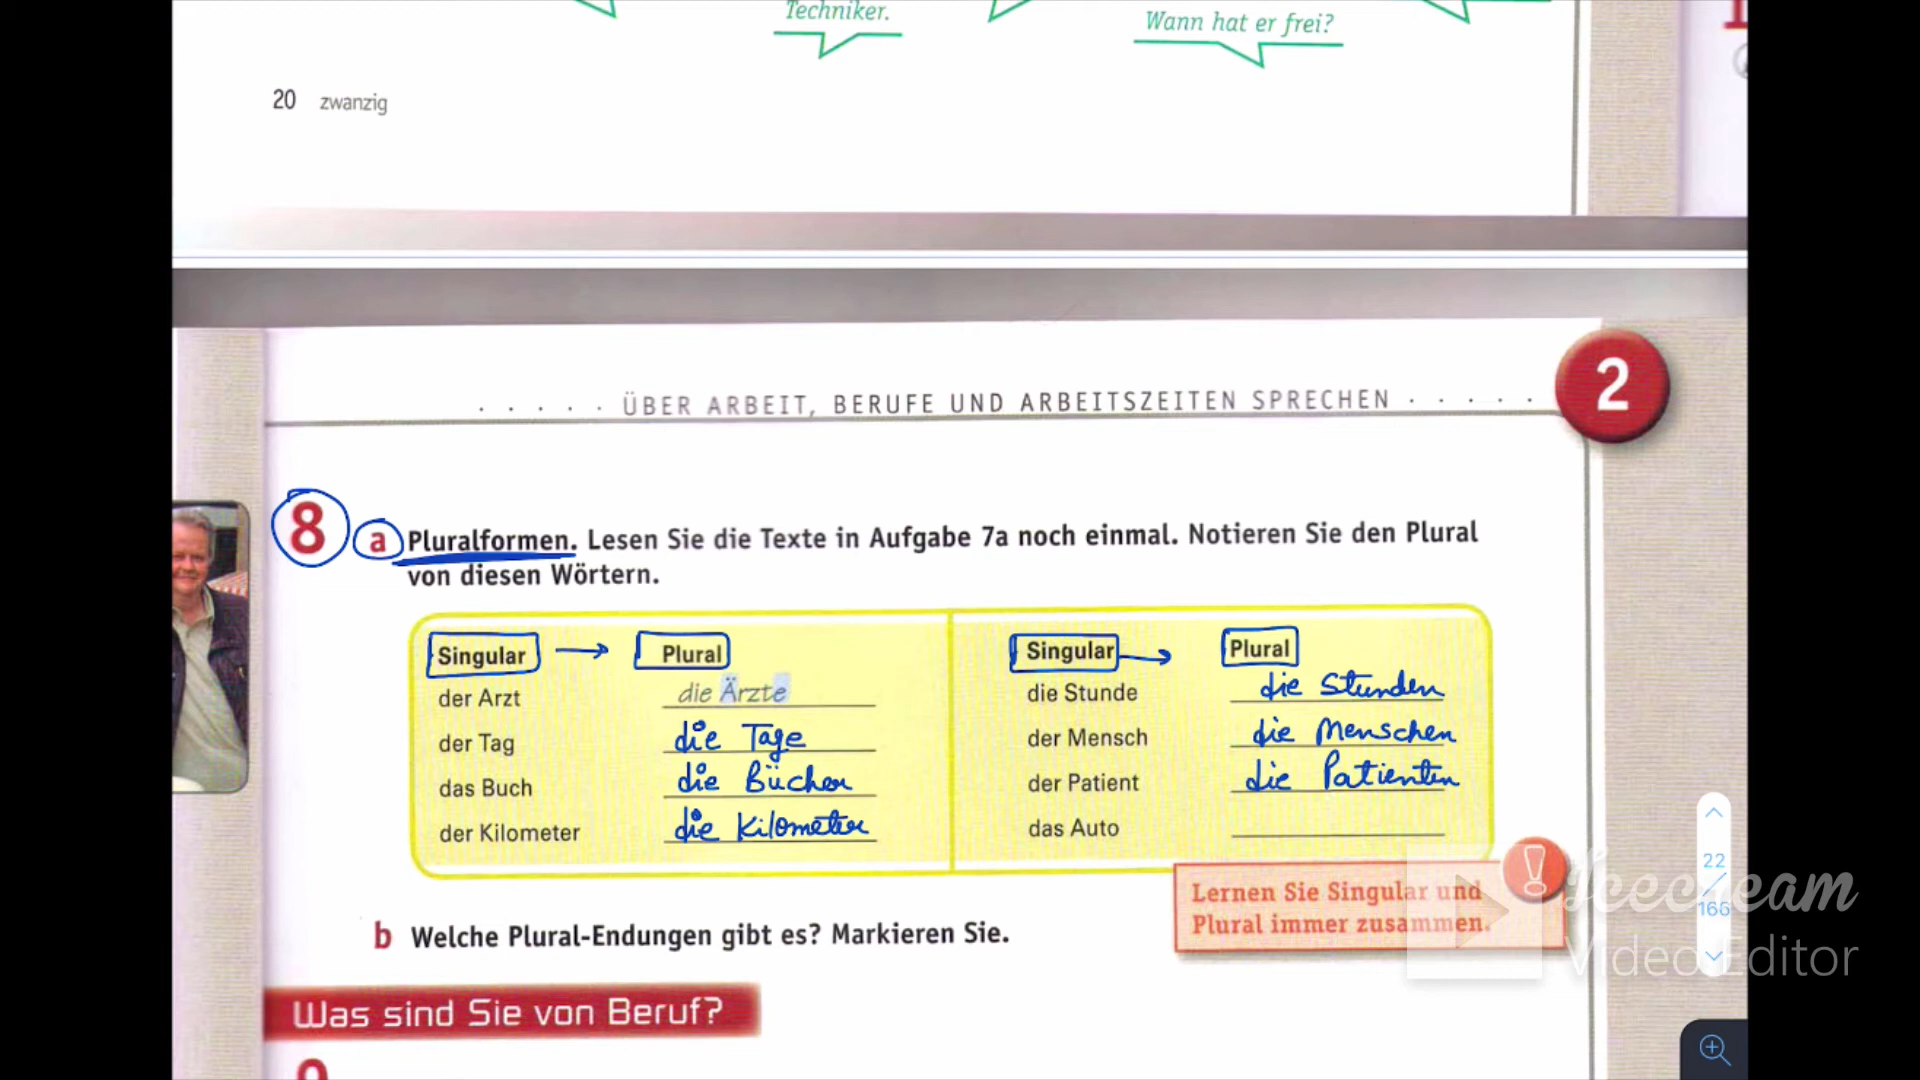 Techniker.
Wann hat er frei?
20 zwanzig
. . . . . ÜBER ARBEIT, BERUFE UND ARBEITSZEITEN SPRECHEN . . . . .
2
8 a Pluralformen. Lesen Sie die Texte in Aufgabe 7a noch einmal. Notieren Sie den Plural
von diesen Wörtern.
Singular → Plural
der Arzt die Ärzte
der Tag die Tage
das Buch die Bücher
der Kilometer die Kilometer
Singular → Plural
die Stunde die Stunden
der Mensch die Menschen
der Patient die Patienten
das Auto
!
Lernen Sie Singular und
Plural immer zusammen.
b Welche Plural-Endungen gibt es? Markieren Sie.
Was sind Sie von Beruf?
22
166
Icecream
Video Editor